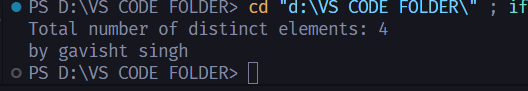 PS D:\VS CODE FOLDER> cd "d:\VS CODE FOLDER\" ; if
Total number of distinct elements: 4
by gavisht singh
PS D:\VS CODE FOLDER>